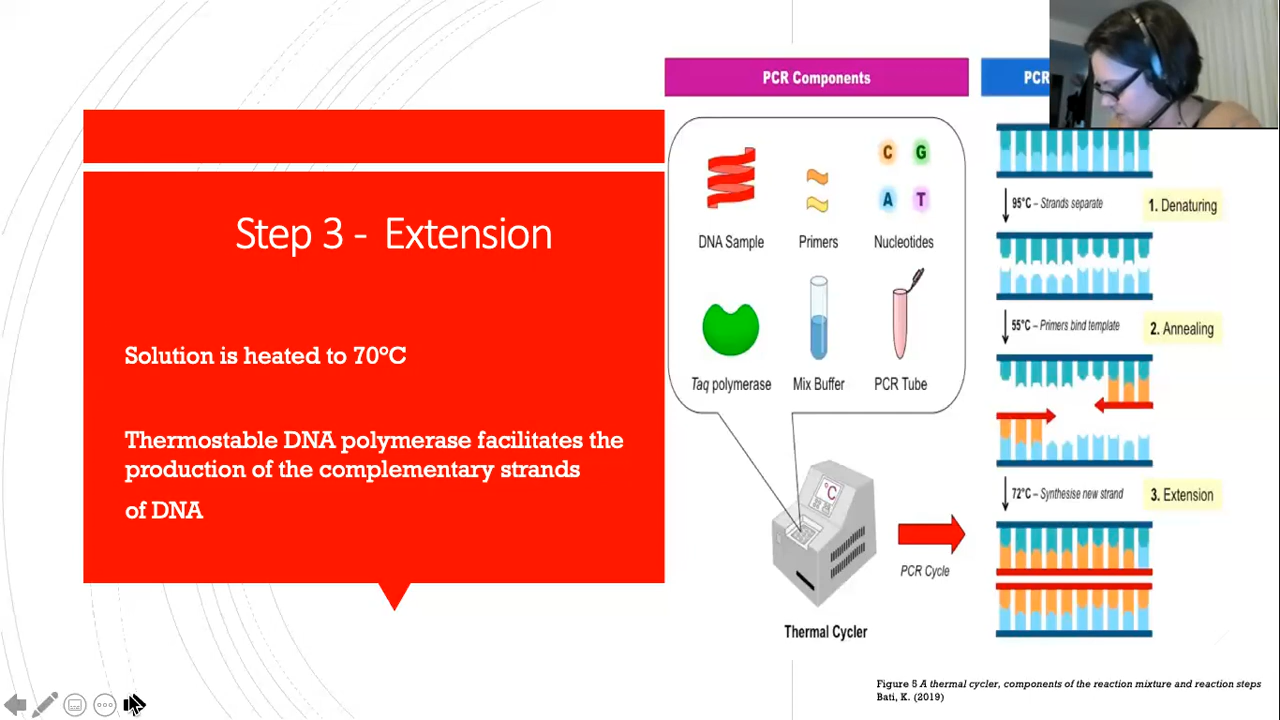 Step 3 - Extension
Solution is heated to 70°C
Thermostable DNA polymerase facilitates the
production of the complementary strands
of DNA
PCR Components
C G
A T
DNA Sample Primers Nucleotides
Taq polymerase Mix Buffer PCR Tube
°C
Thermal Cycler
PCR Cycle
PCR
95°C – Strands separate
1. Denaturing
55°C – Primers bind template
2. Annealing
72°C – Synthesise new strand
3. Extension
Figure 5 A thermal cycler, components of the reaction mixture and reaction steps
Bati, K. (2019)